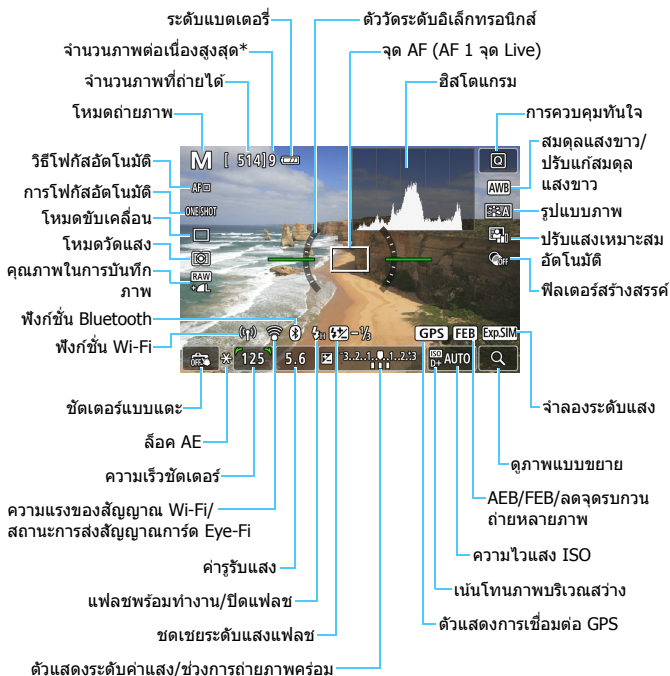 ระดับแบตเตอรี่
ตัววัดระดับอิเล็กทรอนิกส์
จำนวนภาพต่อเนื่องสูงสุด*
จุด AF (AF 1 จุด Live)
จำนวนภาพที่ถ่ายได้
ฮิสโตแกรม
โหมดถ่ายภาพ
การควบคุมทันใจ
วิธีโฟกัสอัตโนมัติ
การโฟกัสอัตโนมัติ
โหมดขับเคลื่อน
โหมดวัดแสง
คุณภาพในการบันทึก
ภาพ
ฟังก์ชั่น Bluetooth
ฟังก์ชั่น Wi-Fi
M [ 514] 9
AF
ONE SHOT
RAW
+L
Q
AWB
A
OFF
H
-1/3
GPS FEB Exp.SIM
OFF
* 125 5.6 3..2..1..0..1..2..3 ISO D+ AUTO
สมดุลแสงขาว/
ปรับแก้สมดุล
แสงขาว
รูปแบบภาพ
ปรับแสงเหมาะสม
อัตโนมัติ
ฟิลเตอร์สร้างสรรค์
จำลองระดับแสง
ชัตเตอร์แบบแตะ
ล็อค AE
ดูภาพแบบขยาย
ความเร็วชัตเตอร์
AEB/FEB/ลดจุดรบกวน
ถ่ายหลายภาพ
ความแรงของสัญญาณ Wi-Fi/
สถานะการส่งสัญญาณการ์ด Eye-Fi
ความไวแสง ISO
ค่ารูรับแสง
เน้นโทนภาพบริเวณสว่าง
แฟลชพร้อมทำงาน/ปิดแฟลช
ตัวแสดงการเชื่อมต่อ GPS
ชดเชยระดับแสงแฟลช
ตัวแสดงระดับค่าแสง/ช่วงการถ่ายภาพคร่อม